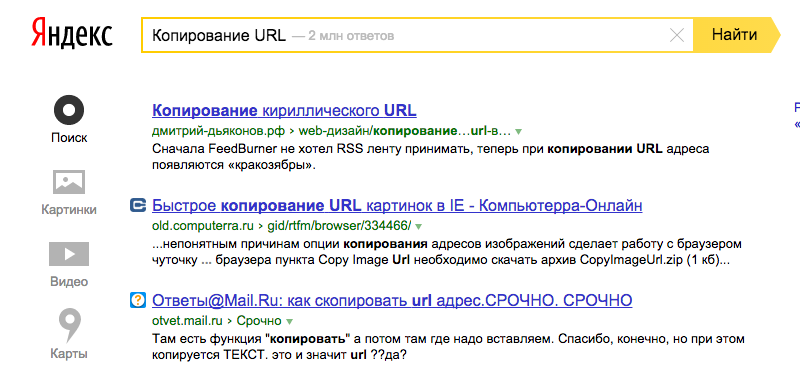 Яндекс
Копирование URL — 2 млн ответов
Найти
Поиск
Картинки
Видео
Карты
Копирование кириллического URL
дмитрий-дьяконов.рф › web-дизайн/копирование...url-в...
Сначала FeedBurner не хотел RSS ленту принимать, теперь при копировании URL адреса
появляются «кракозябры».
Быстрое копирование URL картинок в IE - Компьютерра-Онлайн
old.computerra.ru › gid/rtfm/browser/334466/
...непонятным причинам опции копирования адресов изображений сделает работу с браузером
чуточку ... браузера пункта Copy Image Url необходимо скачать архив CopyImageUrl.zip (1 кб)...
Ответы@Mail.Ru: как скопировать url адрес.СРОЧНО. СРОЧНО
otvet.mail.ru › Срочно
Там есть функция "копировать" а потом там где надо вставляем. Спасибо, конечно, но при этом
копируется ТЕКСТ. это и значит url ??да?